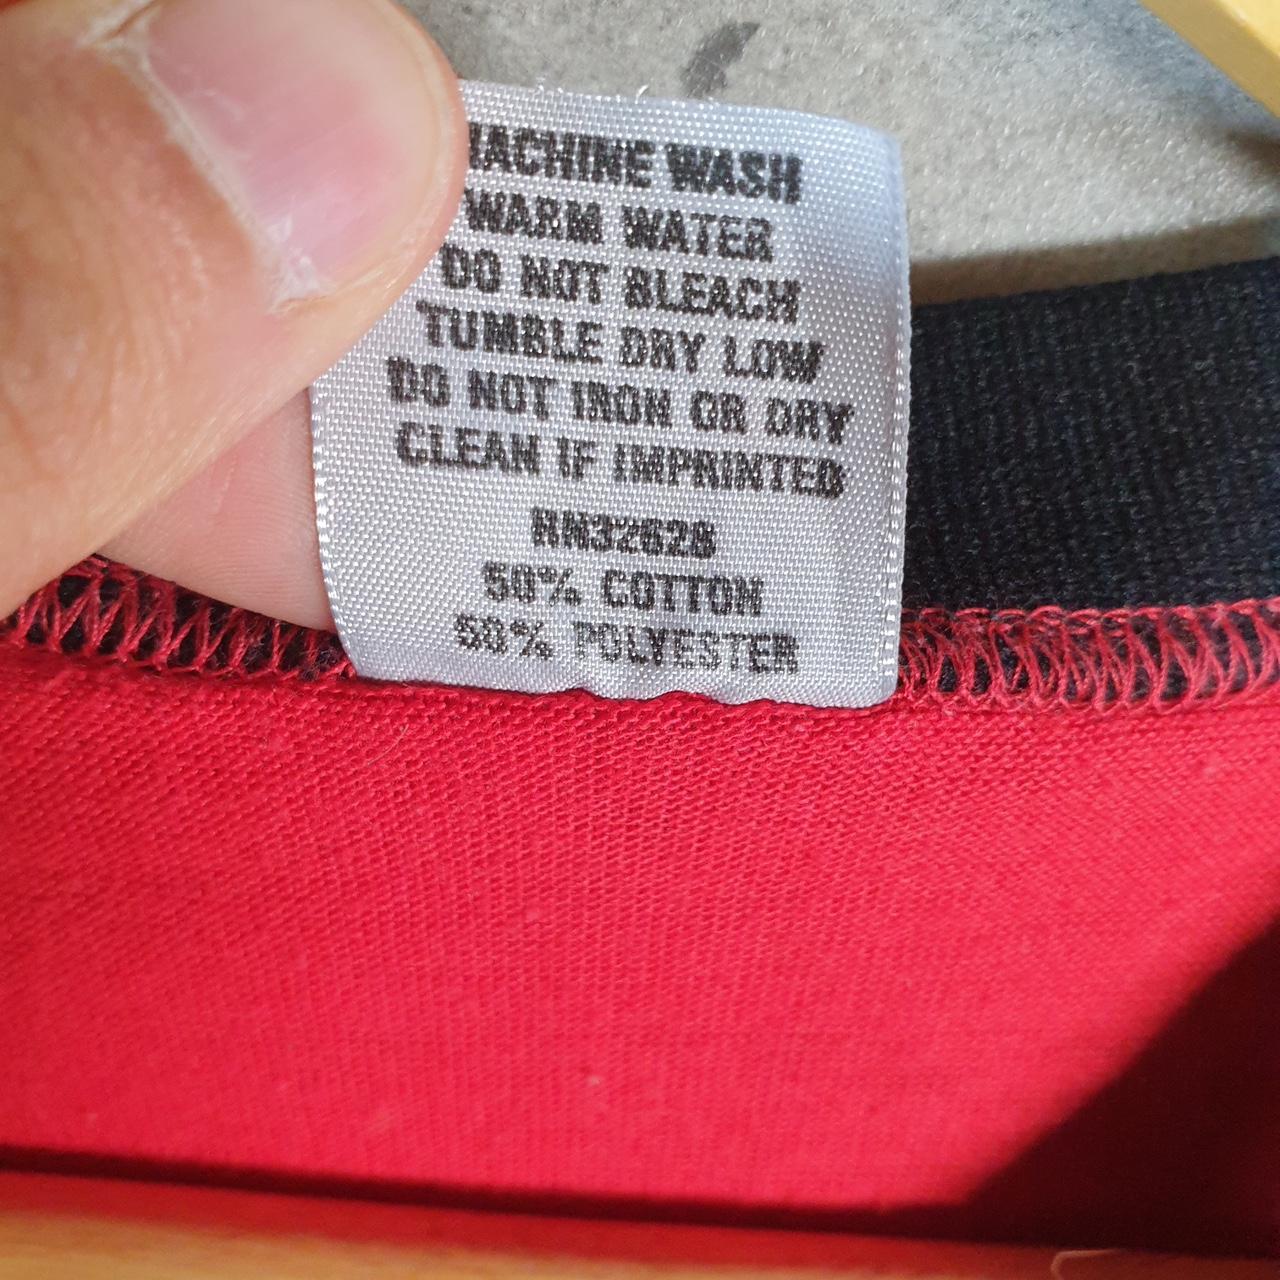 MACHINE WASH
WARM WATER
DO NOT BLEACH
TUMBLE DRY LOW
DO NOT IRON OR DRY
CLEAN IF IMPRINTED
RN32628
50% COTTON
50% POLYESTER